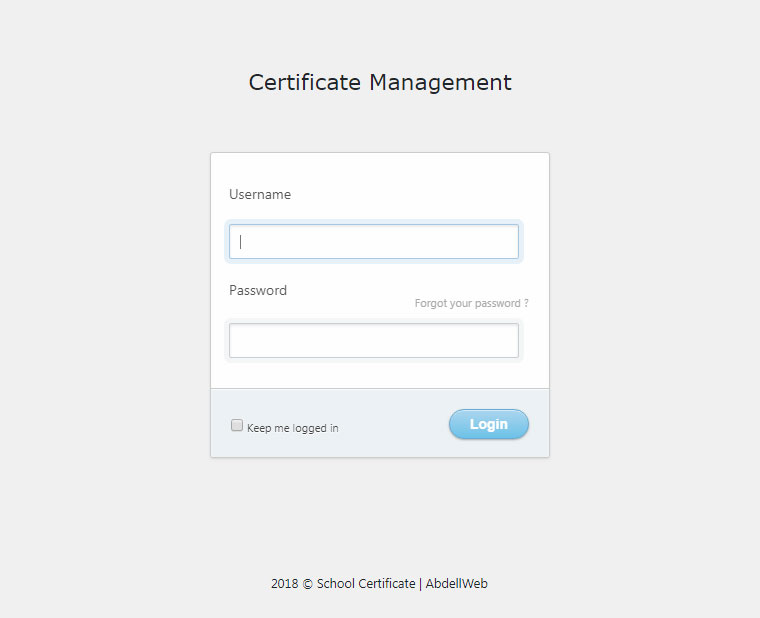 Certificate Management
Username
Password
Forgot your password ?
Keep me logged in
Login
2018 © School Certificate | AbdellWeb